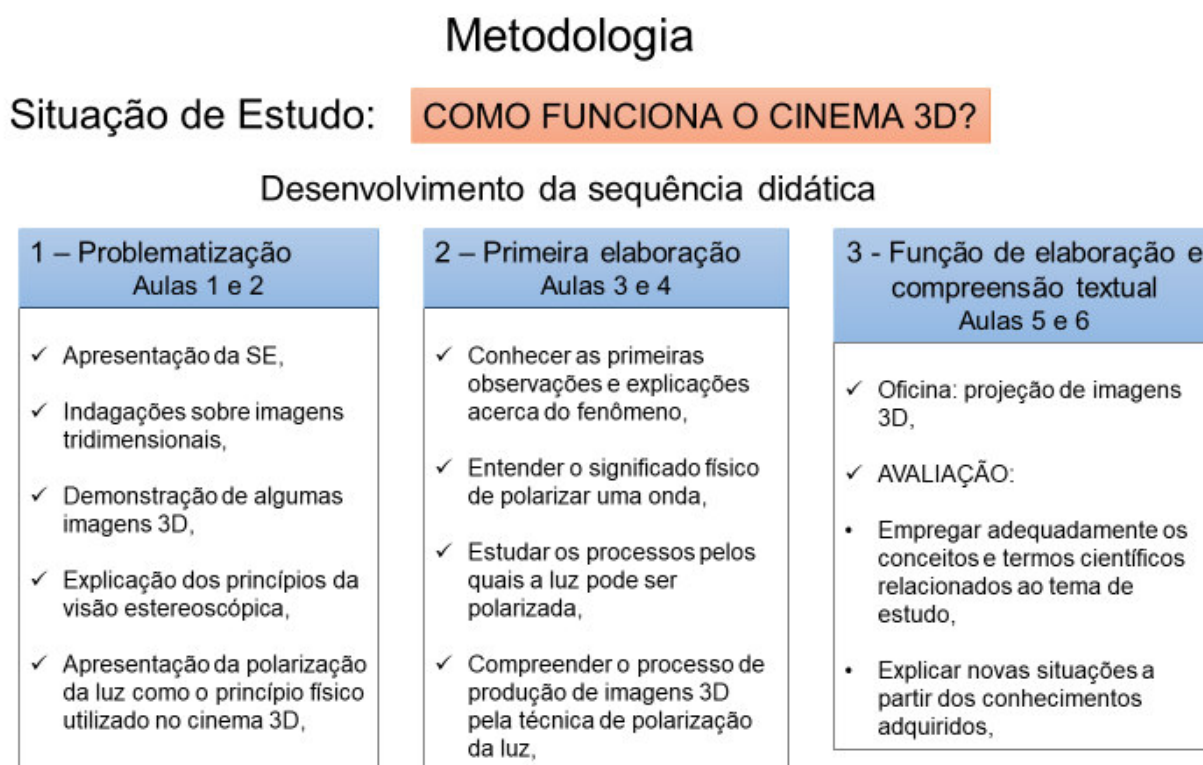 Metodologia
Situação de Estudo:
COMO FUNCIONA O CINEMA 3D?
Desenvolvimento da sequência didática
1 – Problematização
Aulas 1 e 2
✓ Apresentação da SE,
✓ Indagações sobre imagens
tridimensionais,
✓ Demonstração de algumas
imagens 3D,
✓ Explicação dos princípios da
visão estereoscópica,
✓ Apresentação da polarização
da luz como o princípio físico
utilizado no cinema 3D,
2 – Primeira elaboração
Aulas 3 e 4
✓ Conhecer as primeiras
observações e explicações
acerca do fenômeno,
✓ Entender o significado físico
de polarizar uma onda,
✓ Estudar os processos pelos
quais a luz pode ser
polarizada,
✓ Compreender o processo de
produção de imagens 3D
pela técnica de polarização
da luz,
3 - Função de elaboração e
compreensão textual
Aulas 5 e 6
✓ Oficina: projeção de imagens
3D,
✓ AVALIAÇÃO:
• Empregar adequadamente os
conceitos e termos científicos
relacionados ao tema de
estudo,
• Explicar novas situações a
partir dos conhecimentos
adquiridos,